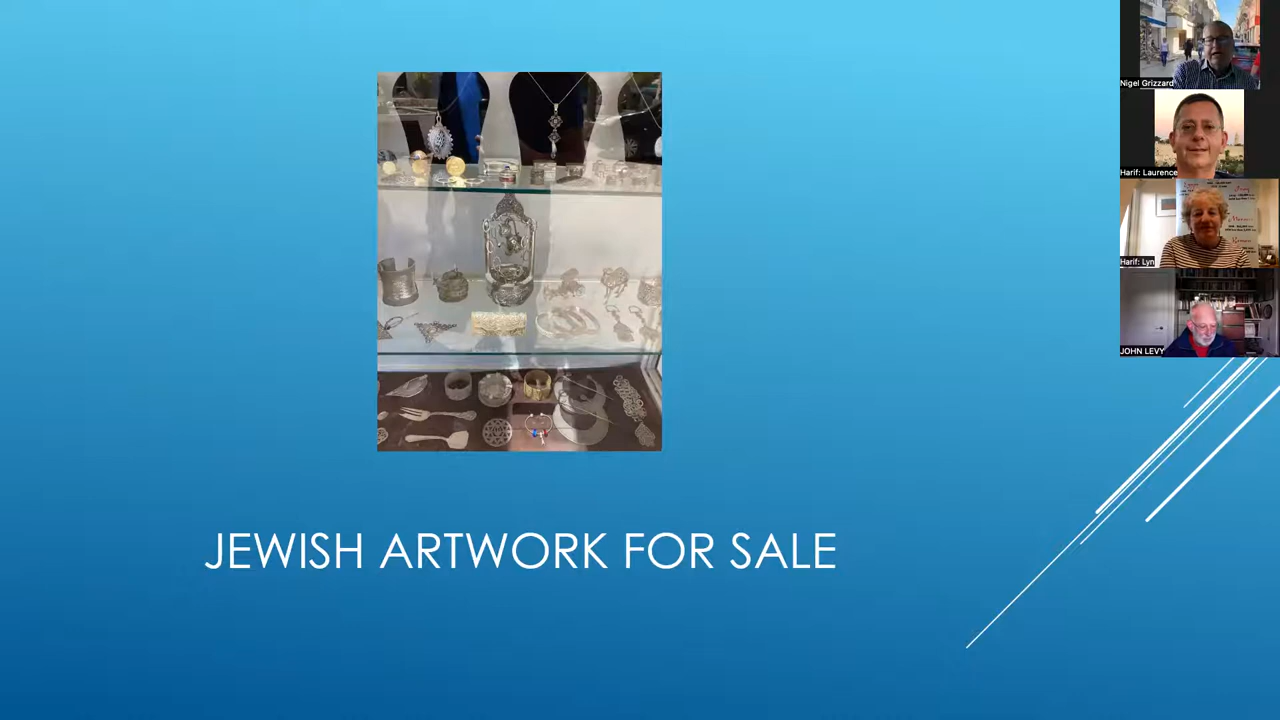 JEWISH ARTWORK FOR SALE
Nigel Grizzard
Harif: Laurence
Harif: Lyn
JOHN LEVY